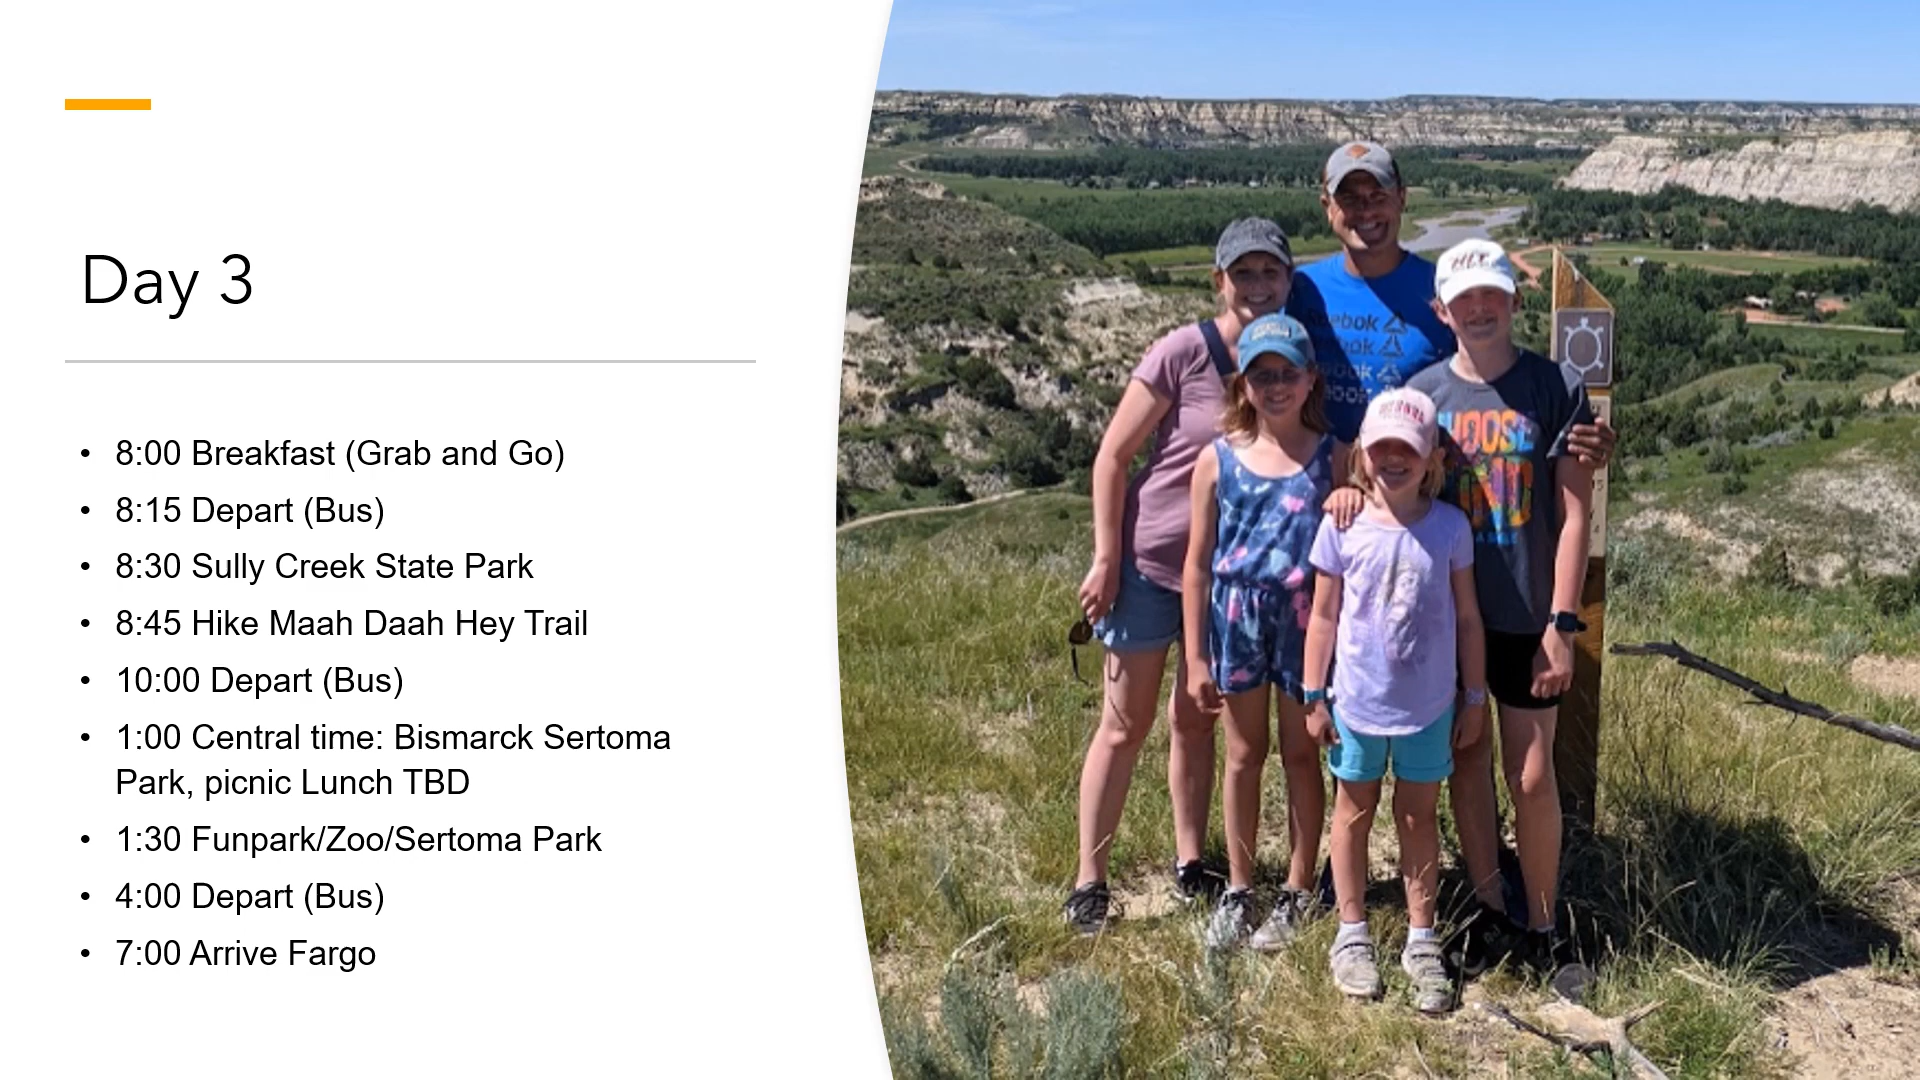 Day 3
• 8:00 Breakfast (Grab and Go)
• 8:15 Depart (Bus)
• 8:30 Sully Creek State Park
• 8:45 Hike Maah Daah Hey Trail
• 10:00 Depart (Bus)
• 1:00 Central time: Bismarck Sertoma
Park, picnic Lunch TBD
• 1:30 Funpark/Zoo/Sertoma Park
• 4:00 Depart (Bus)
• 7:00 Arrive Fargo
Reebok